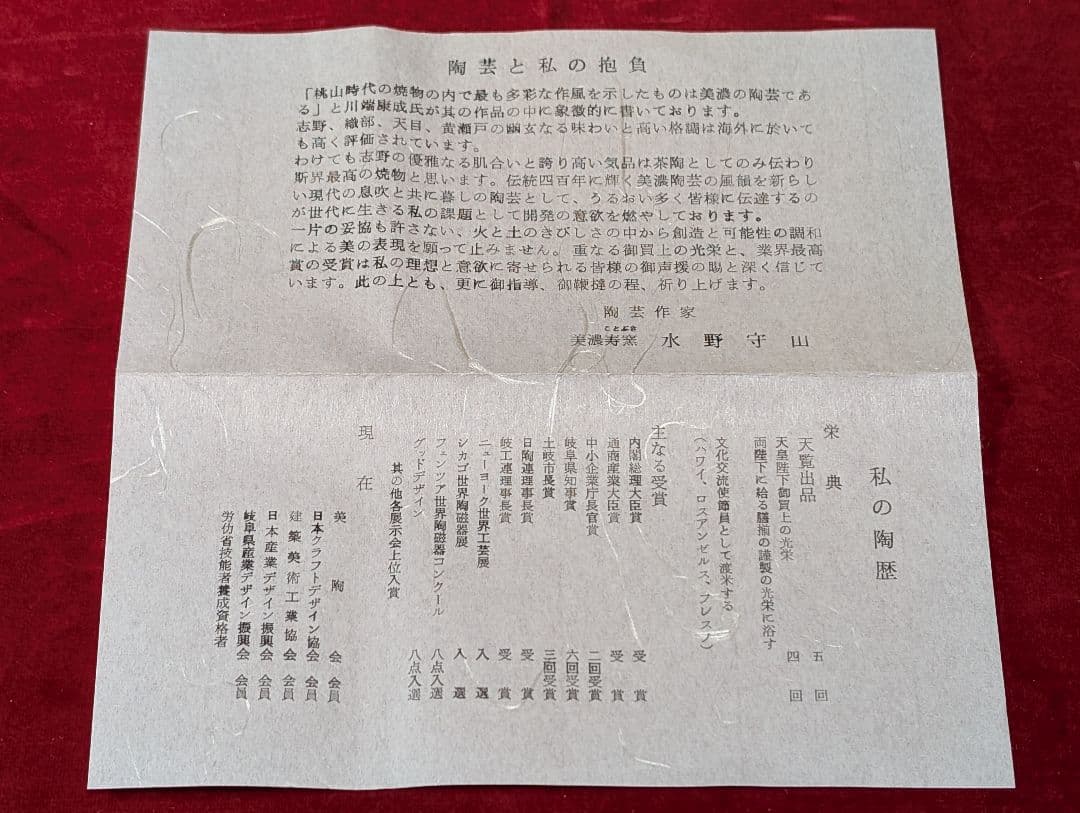 陶芸と私の抱負
「桃山時代の焼物の内で最も多彩な作風を示したものは美濃の陶芸であ
る」と川端康成氏が其の作品の中に象徴的に書いております。
志野、織部、天目、黄瀬戸の幽玄なる味わいと高い格調は海外に於いて
も高く評価されています。
わけても志野の優雅なる肌合いと誇り高い気品は茶陶としてのみ伝わり
斯界最高の焼物と思います。伝統四百年に輝く美濃陶芸の風韻を新らし
い現代の息吹と共に暮しの陶芸として、うるおい多く皆様に伝達するの
が世代に生きる私の課題として開発の意欲を燃やしております。
一片の妥協も許さない、火と土のきびしさの中から創造と可能性の調和
による美の表現を願って止みません。重なる御買上の光栄と、業界最高
賞の受賞は私の理想と意欲に寄せられる皆様の御声援の賜と深く信じて
います。此の上とも、更に御指導、御鞭撻の程、祈り上げます。
陶芸作家
美濃寿窯 水野守山
私の陶歴
栄典
天覧出品 五回
天皇陛下御買上の光栄 四回
両陛下に給る膳揃の謹製の光栄に浴す
文化交流使節員として渡米する
（ハワイ、ロスアンゼルス、フレスノ）
主なる受賞
内閣総理大臣賞 受賞
通商産業大臣賞 受賞
中小企業庁長官賞 二回受賞
岐阜県知事賞 六回受賞
土岐市長賞 三回受賞
日陶連理事長賞 受賞
岐工連理事長賞 受賞
ニューヨーク世界工芸展 入選
シカゴ世界陶磁器展 入選
フェンツア世界陶磁器コンクール 八点入選
グッドデザイン 八点入選
其の他各展示会上位入賞
現在
美陶会 会員
日本クラフトデザイン協会 会員
建築美術工業協会 会員
日本産業デザイン振興会 会員
岐阜県産業デザイン振興会 会員
労仂省技能者養成資格者